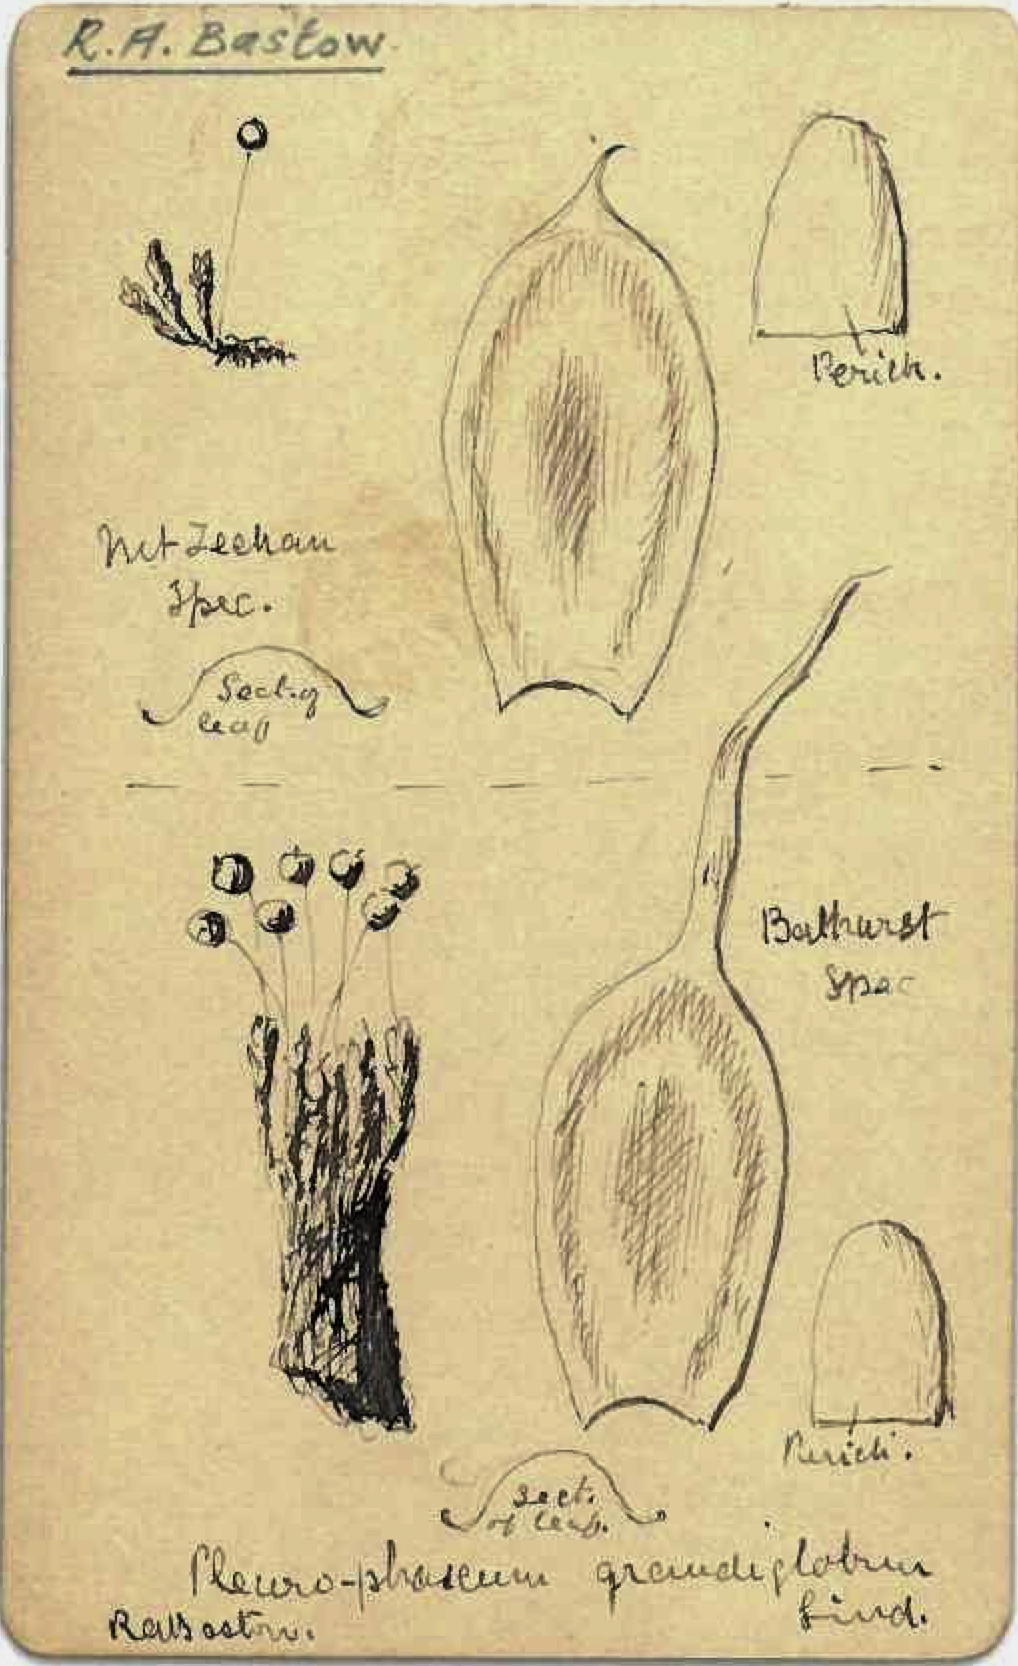 R. A. Bastow
Perich.
Mt Zeehan
Spec.
Sect. of
leaf
Bathurst
Spec
Perich.
sect.
of leaf.
Pleuro-phascum grandiglobum
Lind.
RABastow.